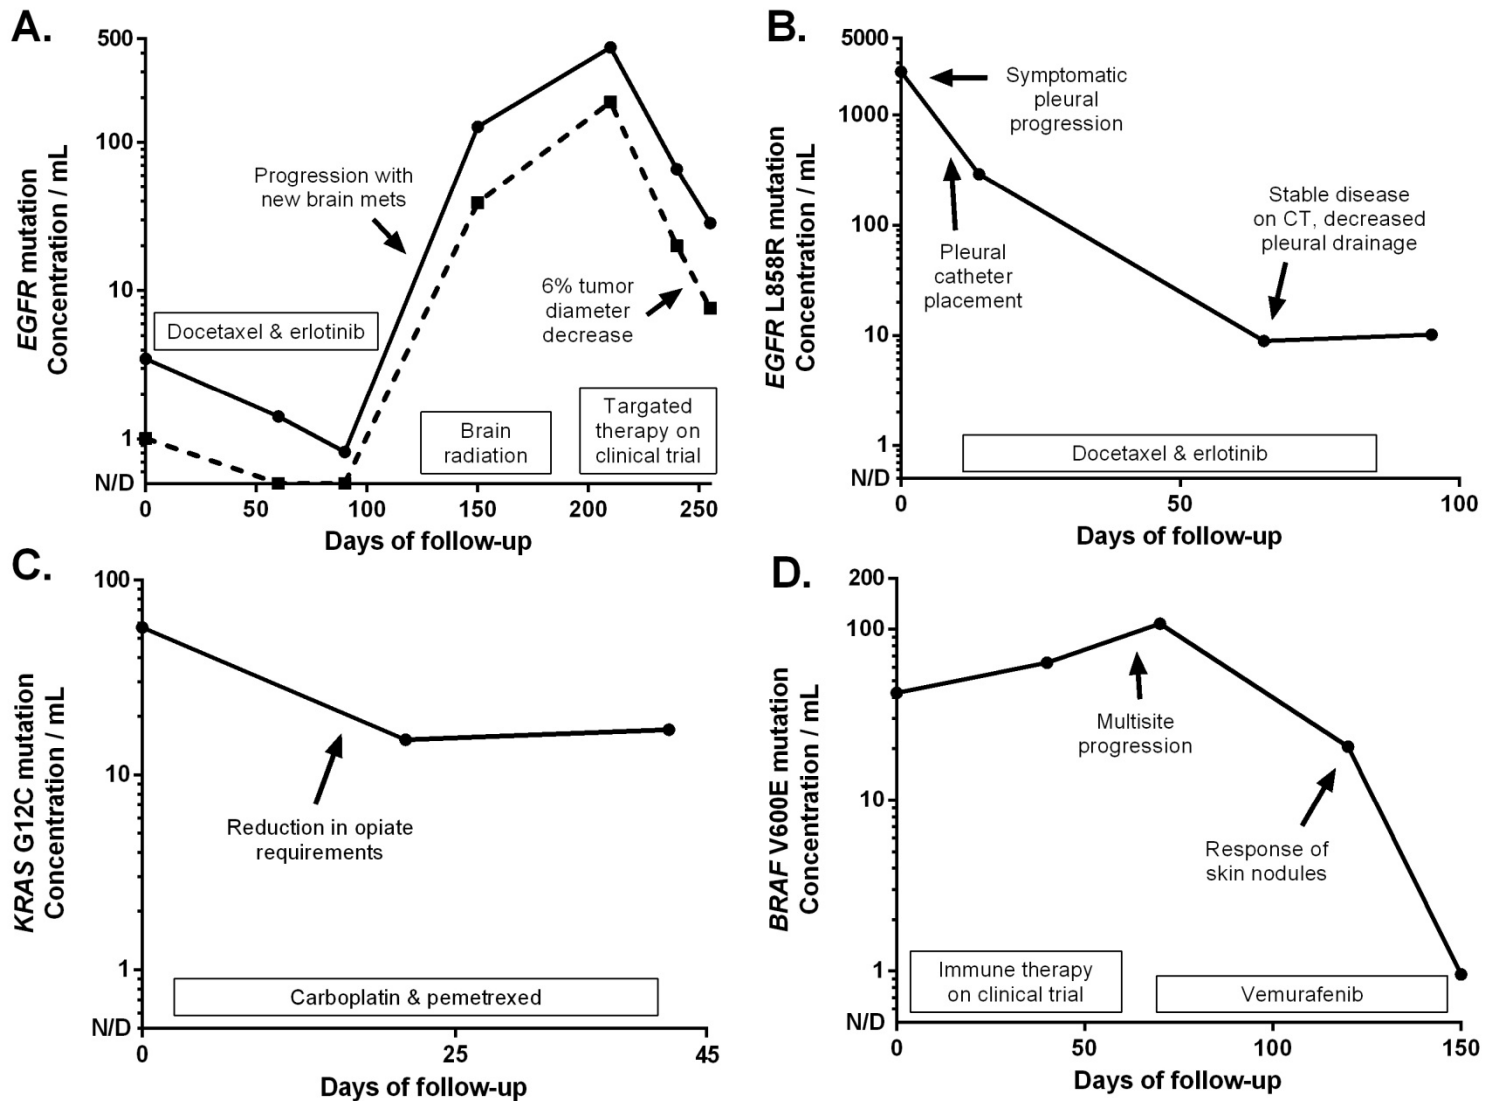 A.
500
100
10
1
N/D
EGFR mutation
Concentration / mL
Progression with
new brain mets
6% tumor
diameter
decrease
Docetaxel & erlotinib
Brain
radiation
Targated
therapy on
clinical trial
0
50
100
150
200
250
Days of follow-up
B.
5000
1000
100
10
1
N/D
EGFR L858R mutation
Concentration / mL
Symptomatic
pleural
progression
Pleural
catheter
placement
Stable disease
on CT, decreased
pleural drainage
Docetaxel & erlotinib
0
50
100
Days of follow-up
C.
100
10
1
N/D
KRAS G12C mutation
Concentration / mL
Reduction in opiate
requirements
Carboplatin & pemetrexed
0
25
45
Days of follow-up
D.
200
100
10
1
N/D
BRAF V600E mutation
Concentration / mL
Multisite
progression
Response of
skin nodules
Immune therapy
on clinical trial
Vemurafenib
0
50
100
150
Days of follow-up